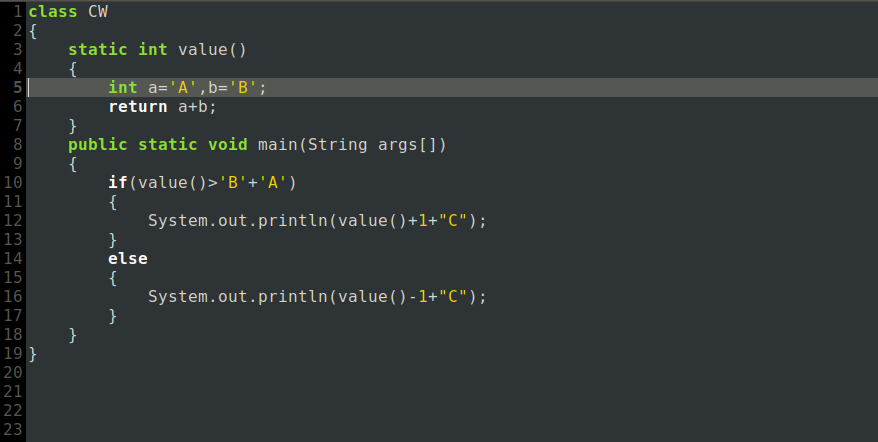 1 class CW
2 {
3     static int value()
4     {
5         int a='A',b='B';
6         return a+b;
7     }
8     public static void main(String args[])
9     {
10         if(value()>'B'+'A')
11         {
12             System.out.println(value()+1+"C");
13         }
14         else
15         {
16             System.out.println(value()-1+"C");
17         }
18     }
19 }
20
21
22
23